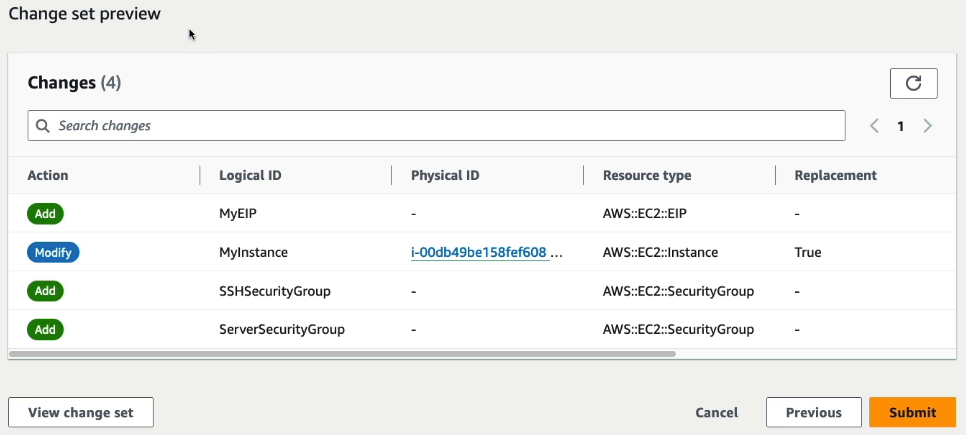 Change set preview
Changes (4)
Search changes
1
Action Logical ID Physical ID Resource type Replacement
Add MyEIP - AWS::EC2::EIP -
Modify MyInstance i-00db49be158fef608 ... AWS::EC2::Instance True
Add SSHSecurityGroup - AWS::EC2::SecurityGroup -
Add ServerSecurityGroup - AWS::EC2::SecurityGroup -
View change set Cancel Previous Submit